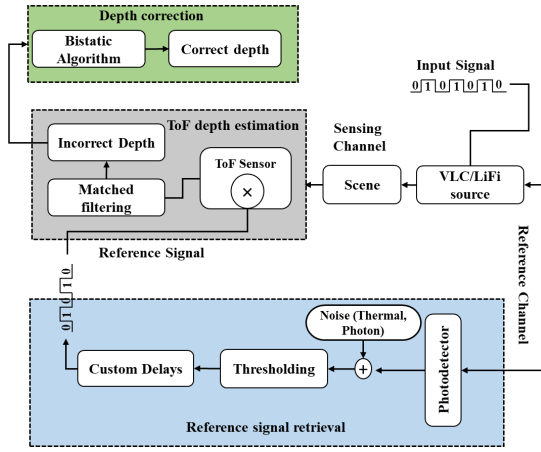 Depth correction
Bistatic
Algorithm
Correct depth
Input Signal
0 1 0 1 0 1 0
ToF depth estimation
Incorrect Depth
ToF Sensor
×
Matched
filtering
Sensing
Channel
Scene
VLC/LiFi
source
Reference Signal
0 1 0 1 0
Reference Channel
Noise (Thermal,
Photon)
Custom Delays
Thresholding
+
Photodetector
Reference signal retrieval